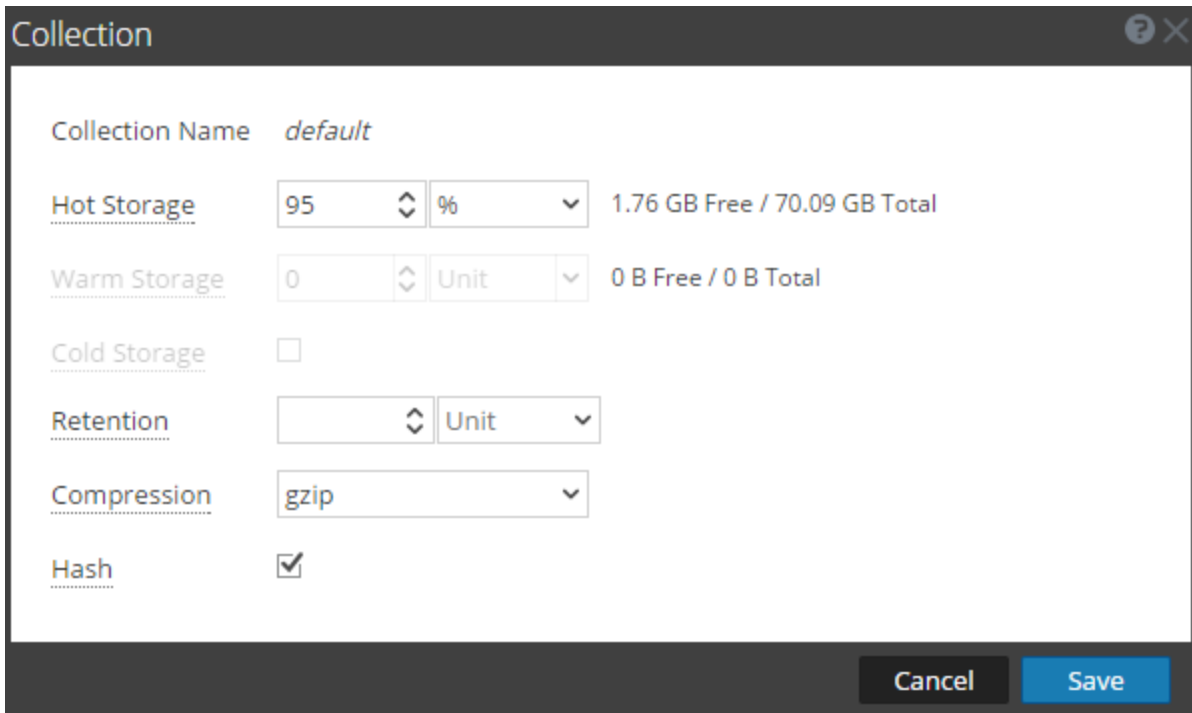 Collection
Collection Name default
Hot Storage 95 % 1.76 GB Free / 70.09 GB Total
Warm Storage 0 Unit 0 B Free / 0 B Total
Cold Storage
Retention Unit
Compression gzip
Hash
Cancel Save